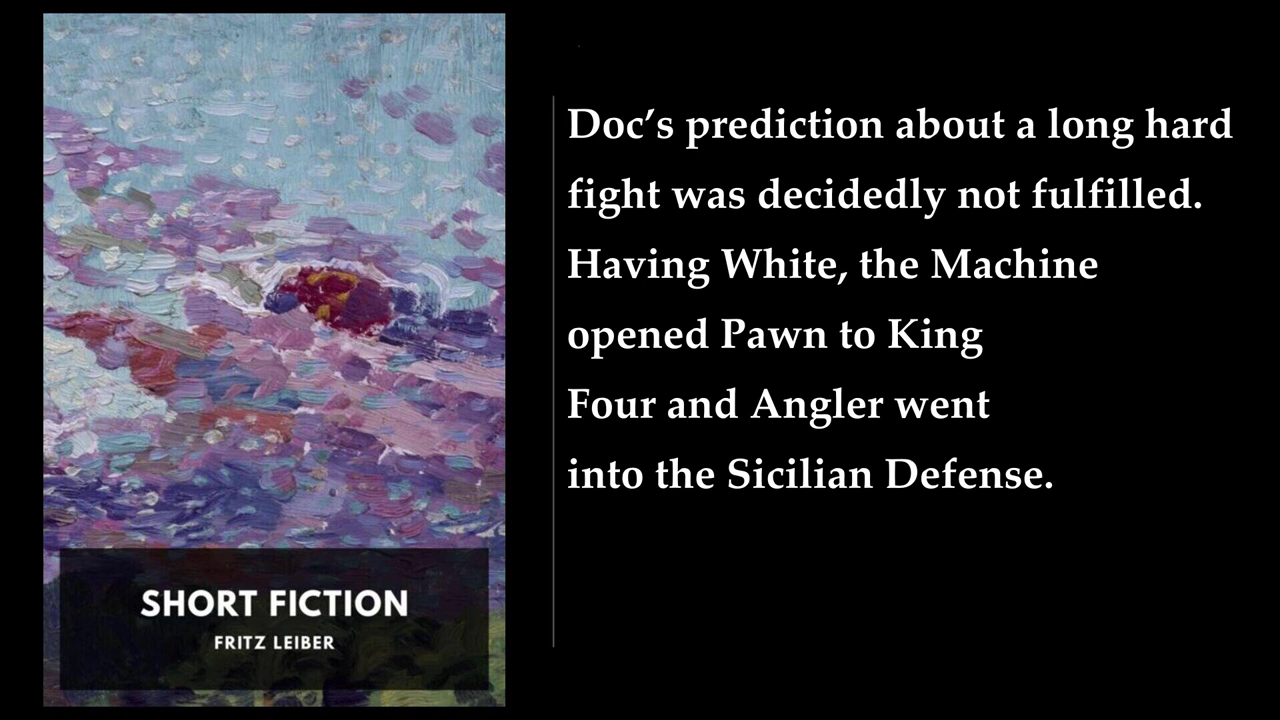 SHORT FICTION
FRITZ LEIBER
Doc’s prediction about a long hard
fight was decidedly not fulfilled.
Having White, the Machine
opened Pawn to King
Four and Angler went
into the Sicilian Defense.